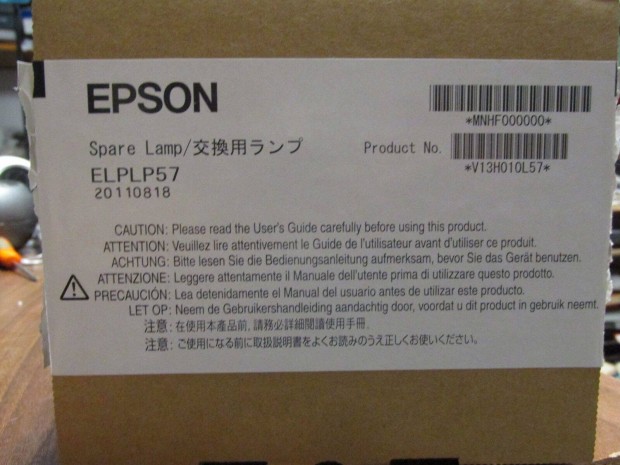 EPSON
*MNHF000000*
Spare Lamp/交換用ランプ
Product No.
*V13H010L57*
ELPLP57
20110818
CAUTION: Please read the User's Guide carefully before using this product.
ATTENTION: Veuillez lire attentivement le Guide de l'utilisateur avant d'utiliser ce produit.
ACHTUNG: Bitte lesen Sie die Bedienungsanleitung aufmerksam, bevor Sie das Gerät benutzen.
ATTENZIONE: Leggere attentamente il Manuale dell'utente prima di utilizzare questo prodotto.
PRECAUCIÓN: Lea detenidamente el Manual del usuario antes de utilizar este producto.
LET OP: Neem de Gebruikershandleiding aandachtig door, voordat u dit product in gebruik neemt.
注意: 在使用本產品前, 請務必詳細閱讀使用手冊.
注意: ご使用になる前に取扱説明書をよくお読みのうえ正しくお使いください。